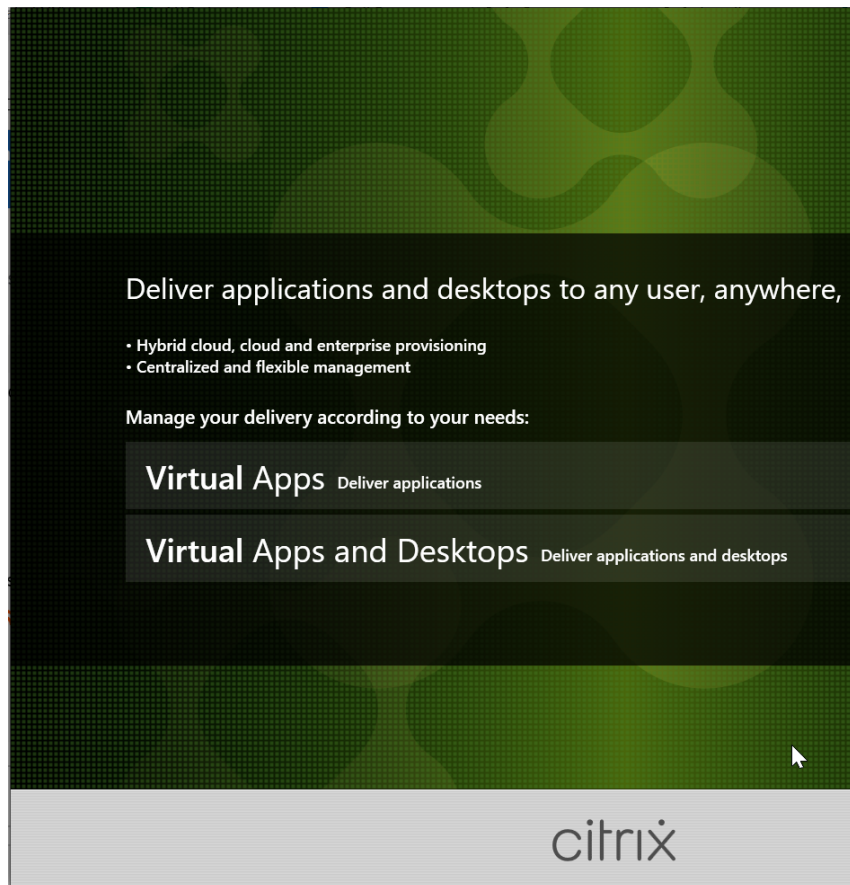 Deliver applications and desktops to any user, anywhere,
• Hybrid cloud, cloud and enterprise provisioning
• Centralized and flexible management
Manage your delivery according to your needs:
Virtual Apps Deliver applications
Virtual Apps and Desktops Deliver applications and desktops
citrix